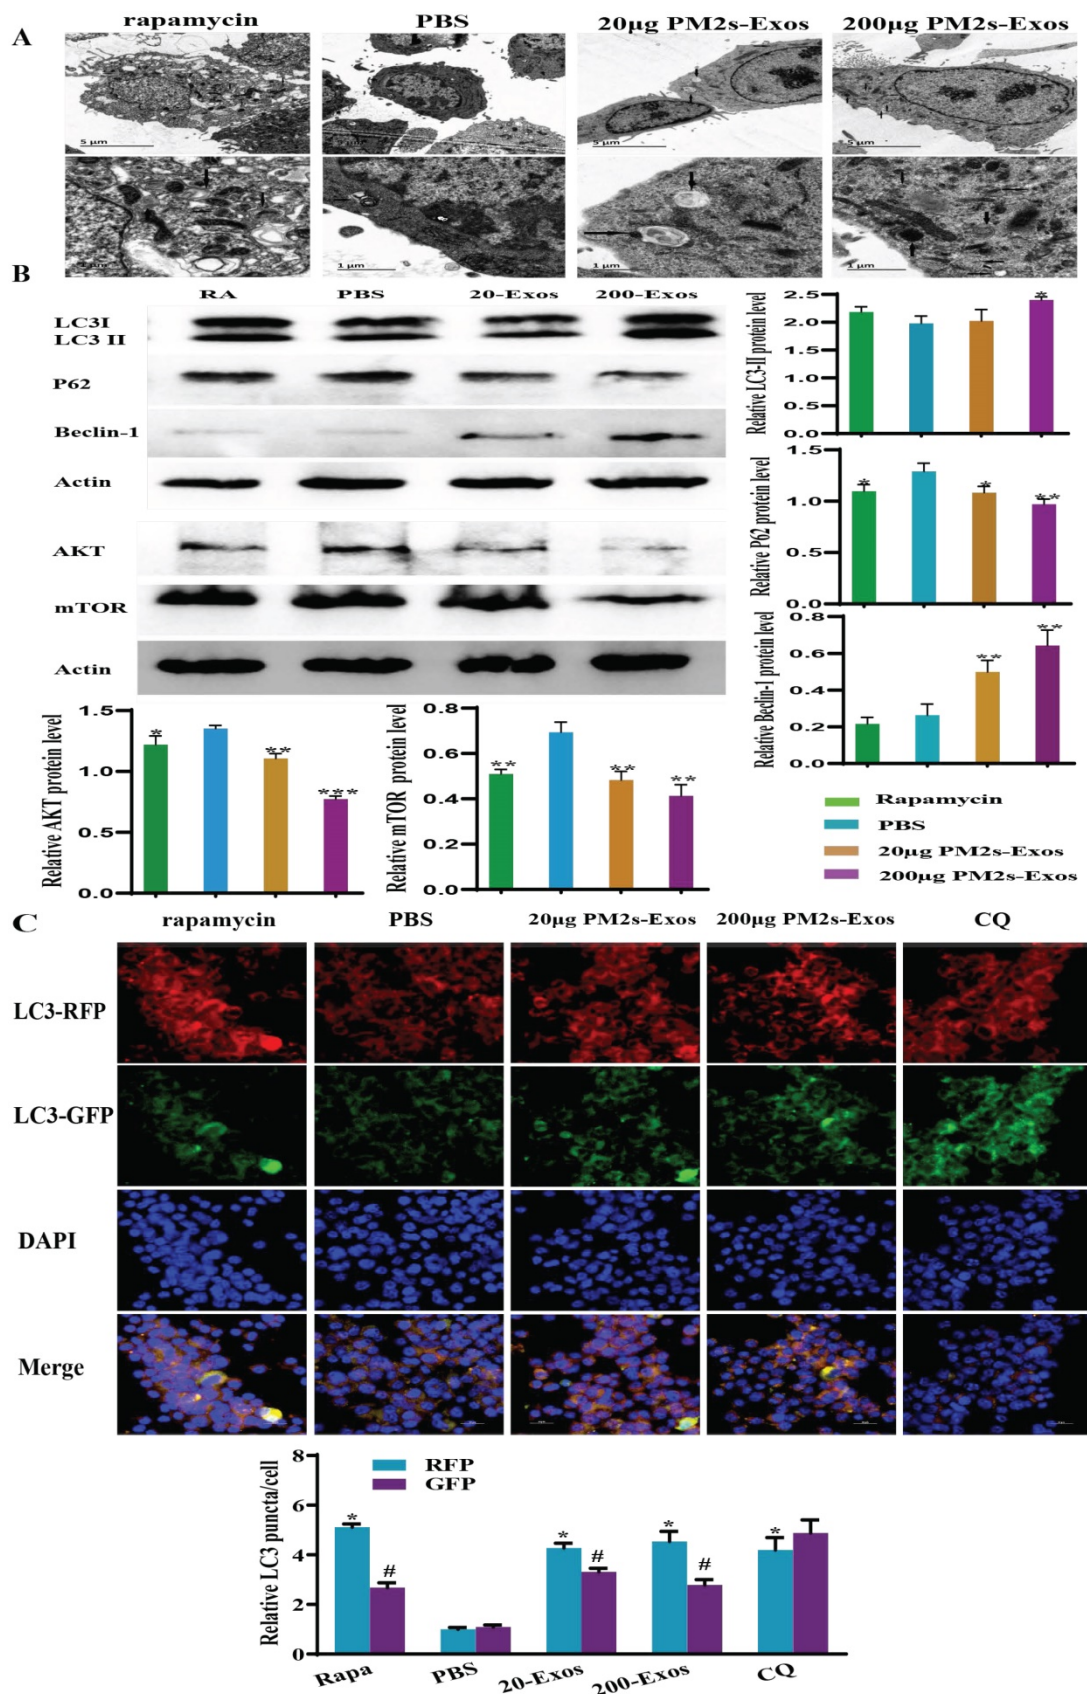 A
rapamycin
PBS
20μg PM2s-Exos
200μg PM2s-Exos
5 μm
5 μm
5 μm
1 μm
1 μm
1 μm
B
RA
PBS
20-Exos
200-Exos
LC3I
LC3 II
P62
Beclin-1
Actin
AKT
mTOR
Actin
Relative LC3-II protein level
2.5
2.0
1.5
1.0
0.5
0.0
*
Relative P62 protein level
1.5
1.0
0.5
0.0
*
*
**
Relative Beclin-1 protein level
0.8
0.6
0.4
0.2
0.0
**
**
Relative AKT protein level
1.5
1.0
0.5
0.0
*
**
***
Relative mTOR protein level
0.8
0.6
0.4
0.2
0.0
**
**
**
Rapamycin
PBS
20μg PM2s-Exos
200μg PM2s-Exos
C
rapamycin
PBS
20μg PM2s-Exos
200μg PM2s-Exos
CQ
LC3-RFP
LC3-GFP
DAPI
Merge
Relative LC3 puncta/cell
8
6
4
2
0
RFP
GFP
*
#
*
#
*
#
*
Rapa
PBS
20-Exos
200-Exos
CQ